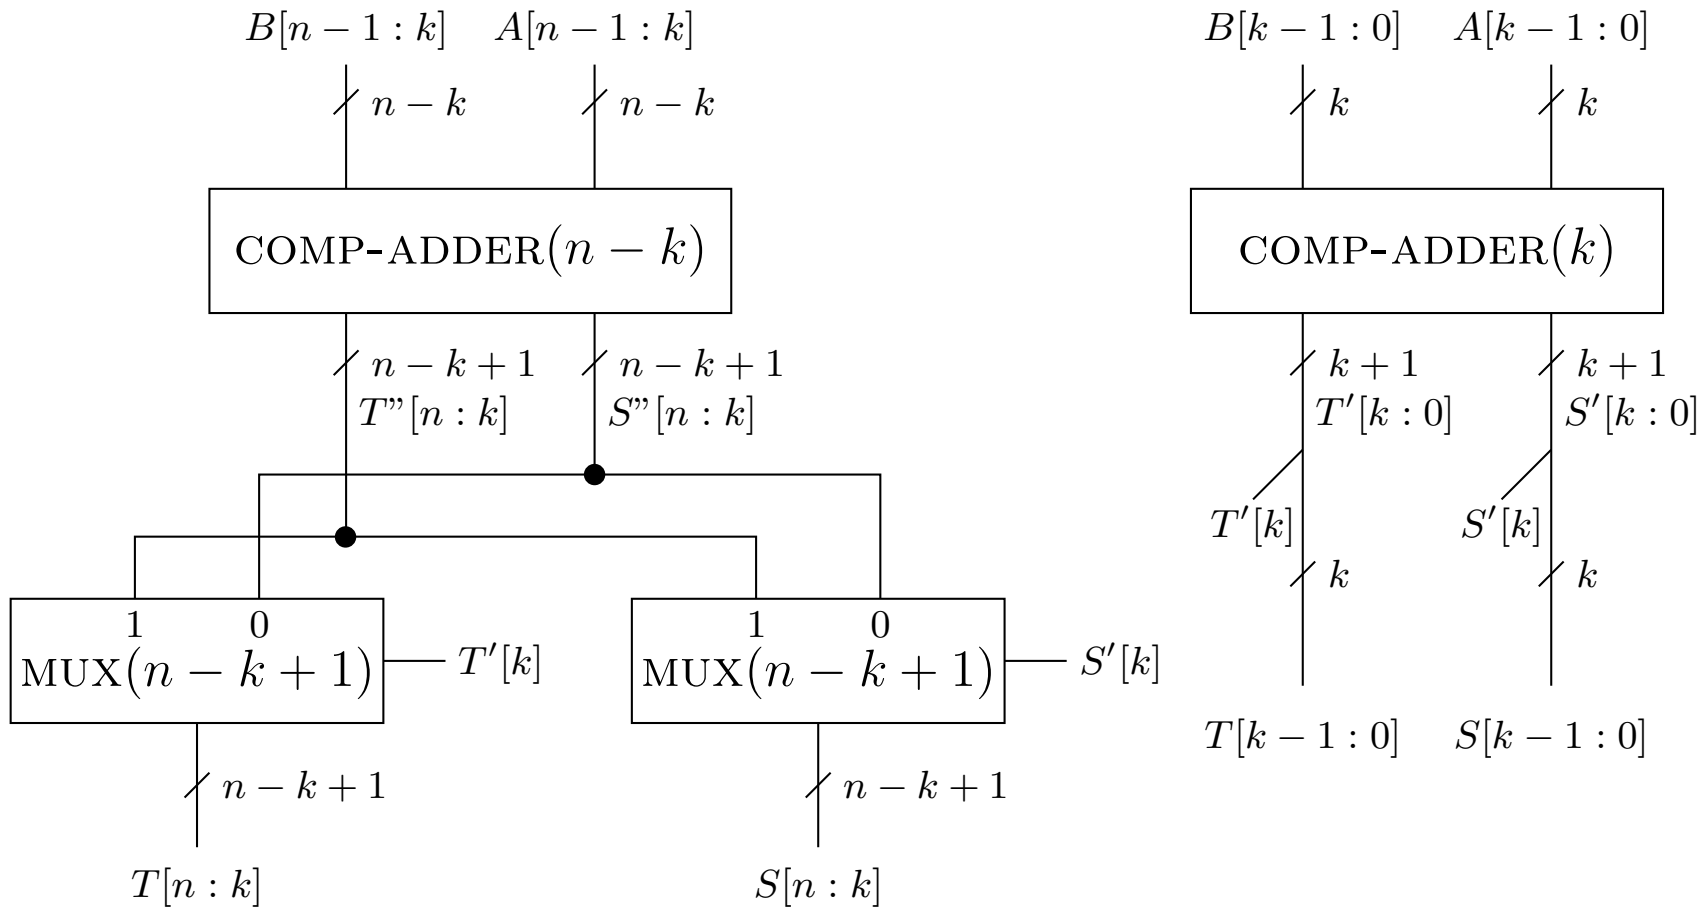 B[n − 1 : k] A[n − 1 : k] B[k − 1 : 0] A[k − 1 : 0]
n − k n − k k k
COMP-ADDER(n − k) COMP-ADDER(k)
n − k + 1 n − k + 1 k + 1 k + 1
T”[n : k] S”[n : k] T′[k : 0] S′[k : 0]
T′[k] S′[k]
k k
1 0 1 0
MUX(n − k + 1) T′[k] MUX(n − k + 1) S′[k]
T[k − 1 : 0] S[k − 1 : 0]
n − k + 1 n − k + 1
T[n : k] S[n : k]